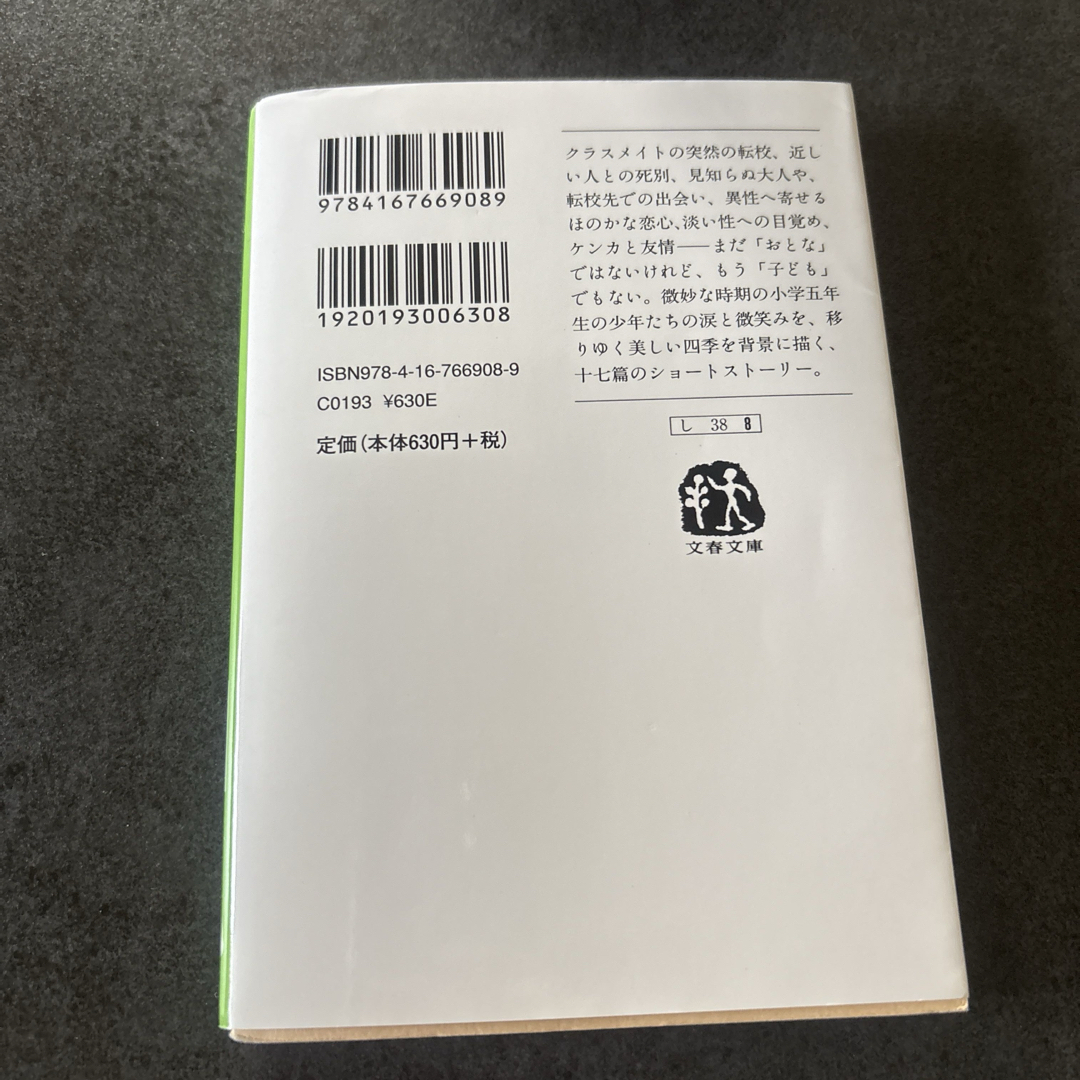 9784167669089
1920193006308
ISBN978-4-16-766908-9
C0193 ¥630E
定価(本体630円+税)
クラスメイトの突然の転校、近し
い人との死別、見知らぬ大人や、
転校先での出会い、異性へ寄せる
ほのかな恋心、淡い性への目覚め、
ケンカと友情――まだ「おとな」
ではないけれど、もう「子ども」
でもない。微妙な時期の小学五年
生の少年たちの涙と微笑みを、移
りゆく美しい四季を背景に描く、
十七篇のショートストーリー。
し 38 8
文春文庫